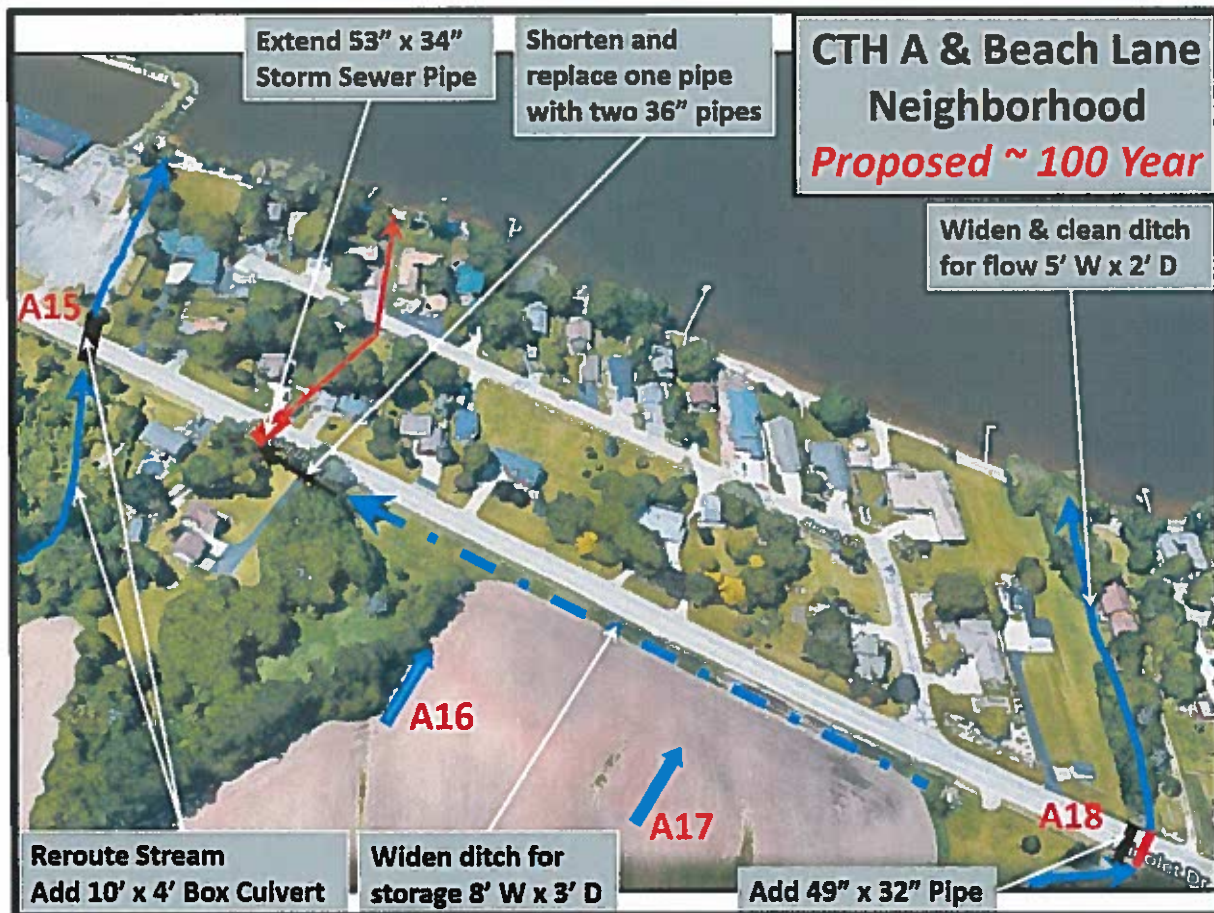 Extend 53" x 34"
Storm Sewer Pipe
Shorten and
replace one pipe
with two 36" pipes
CTH A & Beach Lane
Neighborhood
Proposed ~ 100 Year
Widen & clean ditch
for flow 5' W x 2' D
A15
A16
A17
A18
Reroute Stream
Add 10' x 4' Box Culvert
Widen ditch for
storage 8' W x 3' D
Add 49" x 32" Pipe